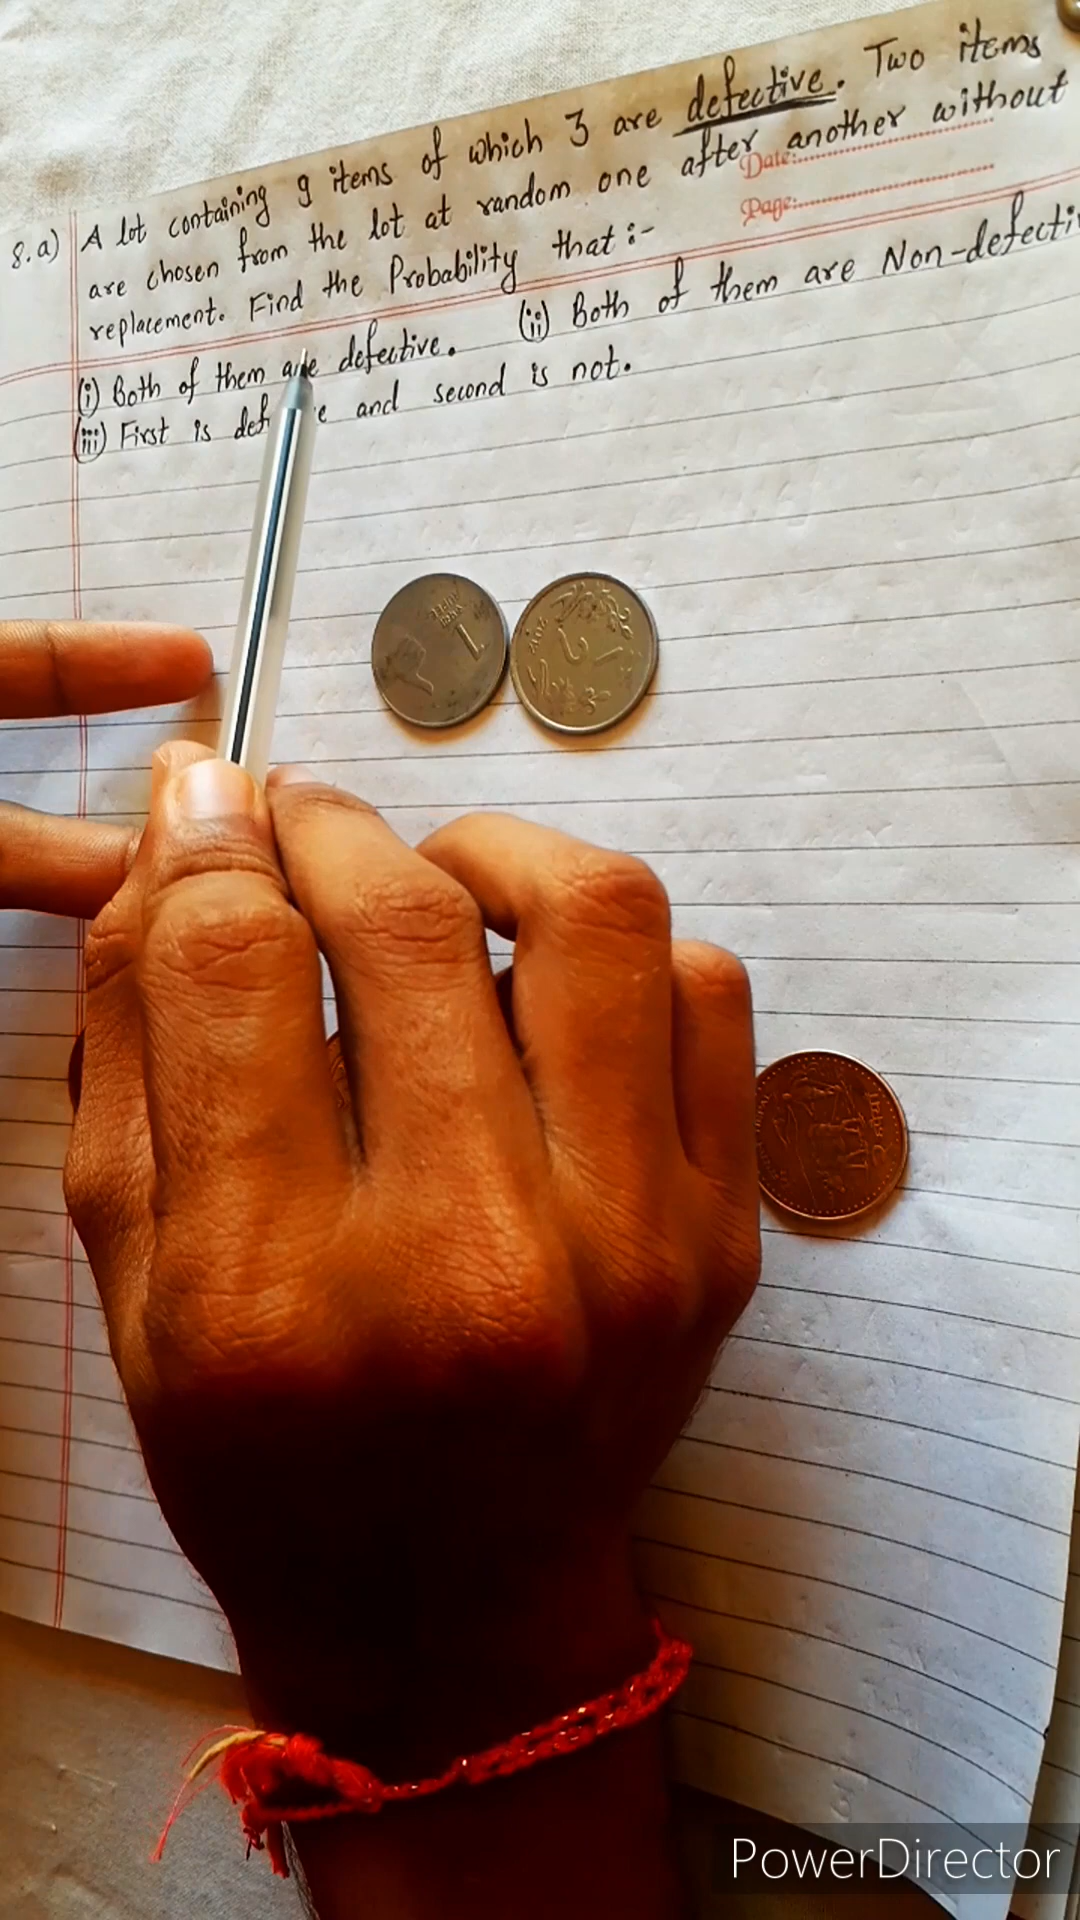 8.a) A lot containing 9 items of which 3 are defective. Two items
are chosen from the lot at random one after another without
replacement. Find the Probability that :-
(i) Both of them are defective. (ii) Both of them are Non-defecti
(iii) First is def e and second is not.
Date:
Page:
1
2
PowerDirector